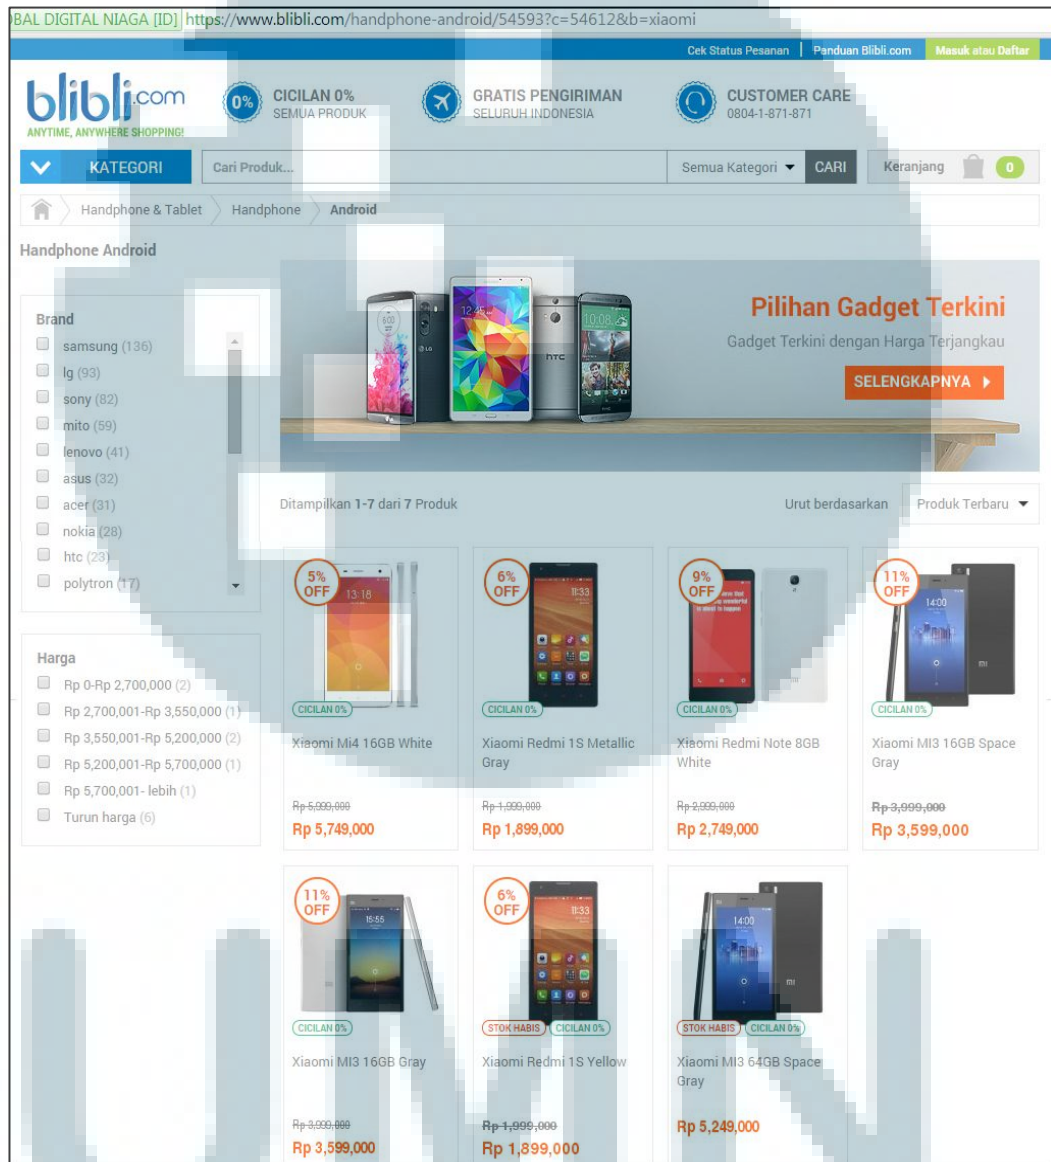 BAL DIGITAL NIAGA [ID] https://www.blibli.com/handphone-android/54593?c=54612&b=xiaomi
Cek Status Pesanan | Panduan Blibli.com Masuk atau Daftar
blibli.com
ANYTIME, ANYWHERE SHOPPING!
0% CICILAN 0%
SEMUA PRODUK
GRATIS PENGIRIMAN
SELURUH INDONESIA
CUSTOMER CARE
0804-1-871-871
KATEGORI Cari Produk... Semua Kategori CARI Keranjang 0
Handphone & Tablet Handphone Android
Handphone Android
Pilihan Gadget Terkini
Gadget Terkini dengan Harga Terjangkau
SELENGKAPNYA
Brand
samsung (136)
lg (93)
sony (82)
mito (59)
lenovo (41)
asus (32)
acer (31)
nokia (28)
htc (23)
polytron (17)
Harga
Rp 0-Rp 2,700,000 (2)
Rp 2,700,001-Rp 3,550,000 (1)
Rp 3,550,001-Rp 5,200,000 (2)
Rp 5,200,001-Rp 5,700,000 (1)
Rp 5,700,001- lebih (1)
Turun harga (6)
Ditampilkan 1-7 dari 7 Produk
Urut berdasarkan Produk Terbaru
5% OFF
13:18
CICILAN 0%
Xiaomi Mi4 16GB White
Rp 5,999,000
Rp 5,749,000
6% OFF
11:33
CICILAN 0%
Xiaomi Redmi 1S Metallic
Gray
Rp 1,999,000
Rp 1,899,000
9% OFF
CICILAN 0%
Xiaomi Redmi Note 8GB
White
Rp 2,999,000
Rp 2,749,000
11% OFF
14:00
CICILAN 0%
Xiaomi MI3 16GB Space
Gray
Rp 3,999,000
Rp 3,599,000
11% OFF
15:55
CICILAN 0%
Xiaomi MI3 16GB Gray
Rp 3,999,000
Rp 3,599,000
6% OFF
11:33
STOK HABIS CICILAN 0%
Xiaomi Redmi 1S Yellow
Rp 1,999,000
Rp 1,899,000
14:00
STOK HABIS CICILAN 0%
Xiaomi MI3 64GB Space
Gray
Rp 5,249,000
UMN